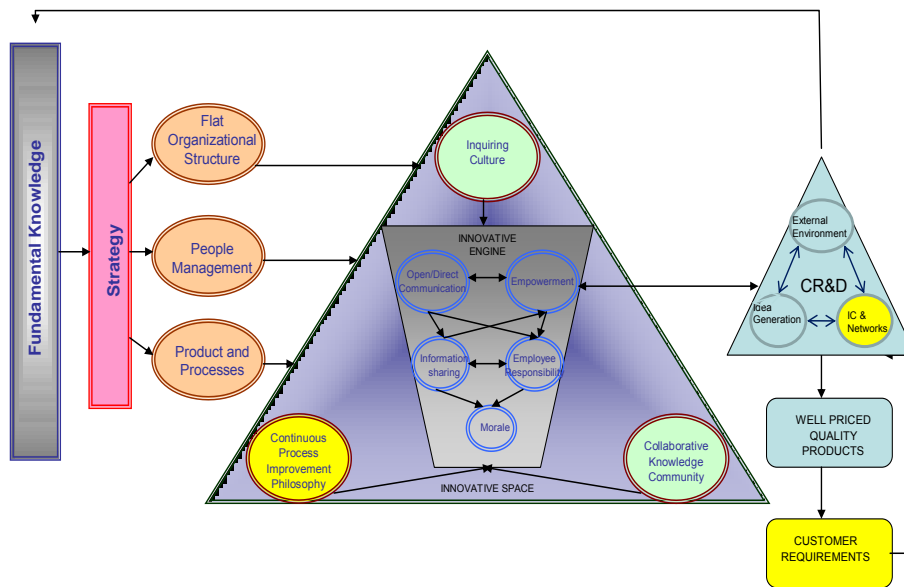 Fundamental Knowledge
Strategy
Flat
Organizational
Structure
People
Management
Product and
Processes
Inquiring
Culture
INNOVATIVE
ENGINE
Open/Direct
Communication
Empowerment
Information
sharing
Employee
Responsibility
Morale
Continuous
Process
Improvement
Philosophy
Collaborative
Knowledge
Community
INNOVATIVE SPACE
External
Environment
CR&D
Idea
Generation
IC &
Networks
WELL PRICED
QUALITY
PRODUCTS
CUSTOMER
REQUIREMENTS